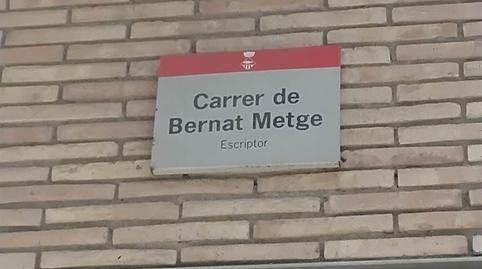 Carrer de
Bernat Metge
Escriptor